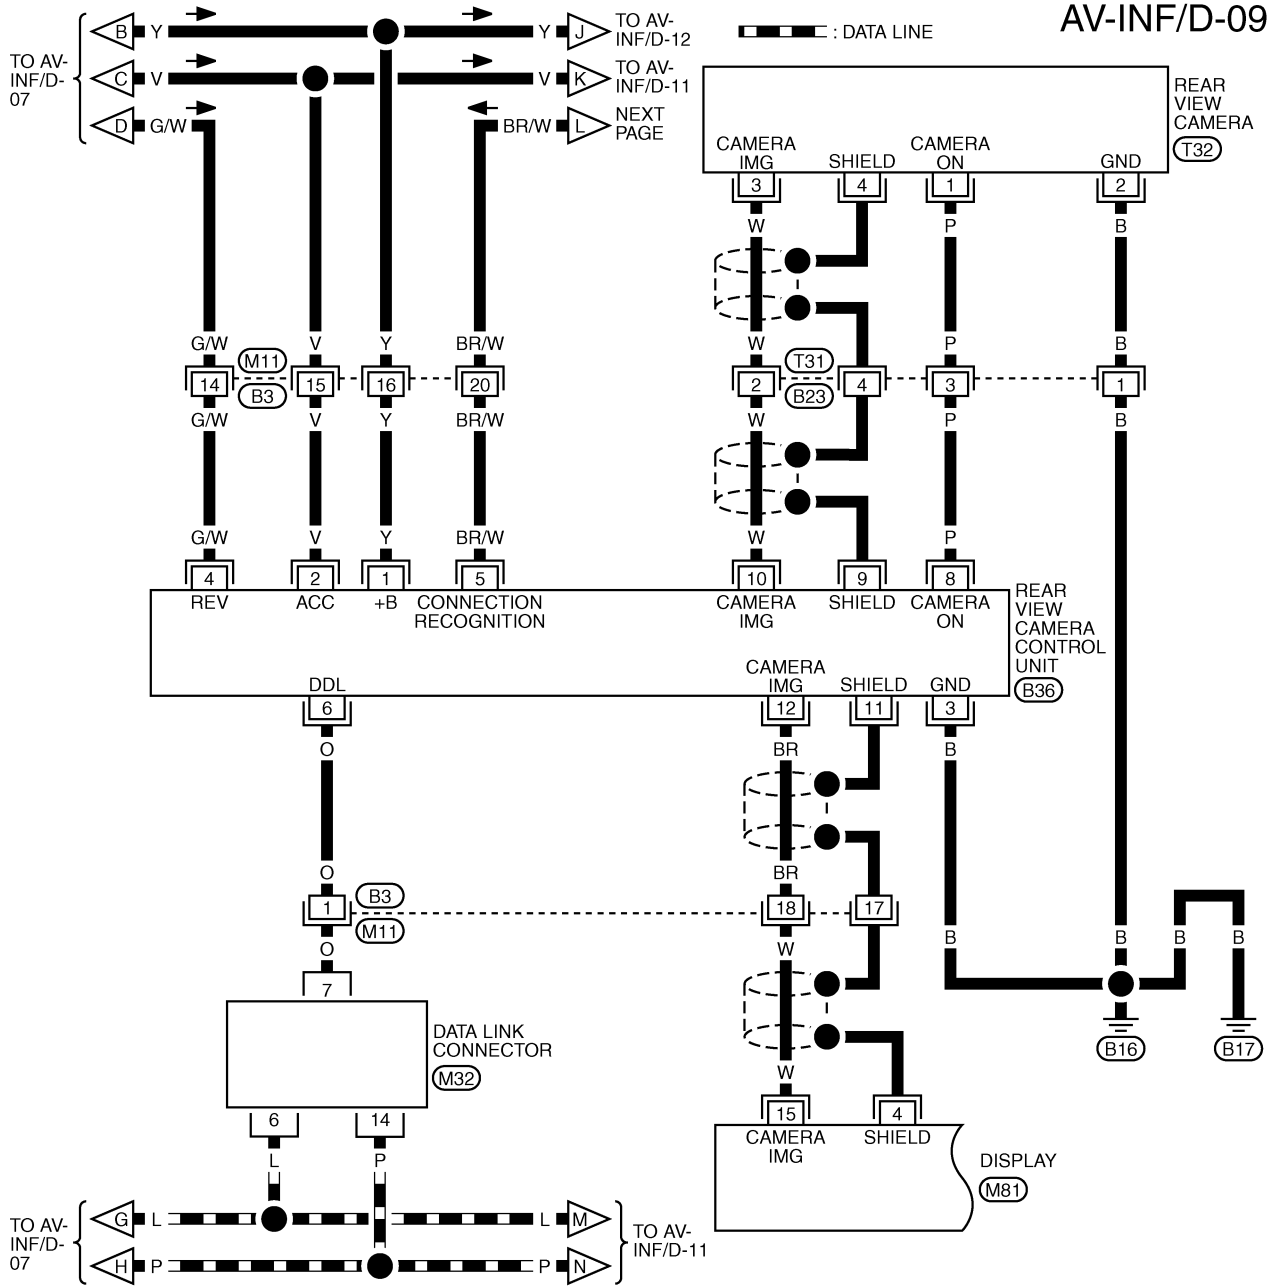 AV-INF/D-09
B Y Y J TO AV-
INF/D-12
: DATA LINE
TO AV-
INF/D-
07
C V V K TO AV-
INF/D-11
D G/W BR/W L NEXT
PAGE
REAR
VIEW
CAMERA
T32
CAMERA
IMG
SHIELD
CAMERA
ON
GND
3 4 1 2
W P B
G/W V Y BR/W W P B
M11 T31
14 15 16 20 2 4 3 1
B3 B23
G/W V Y BR/W W P B
G/W V Y BR/W W P
4 2 1 5 10 9 8
REV ACC +B CONNECTION
RECOGNITION
CAMERA
IMG
SHIELD
CAMERA
ON
REAR
VIEW
CAMERA
CONTROL
UNIT
B36
DDL
CAMERA
IMG
SHIELD GND
6 12 11 3
O BR B
O BR
B3
1 18 17
M11
O W B B B B
7
DATA LINK
CONNECTOR
M32
B16 B17
W
6 14 15 4
CAMERA
IMG
SHIELD
DISPLAY
M81
L P
TO AV-
INF/D-
07
G L L M
H P P N
TO AV-
INF/D-11